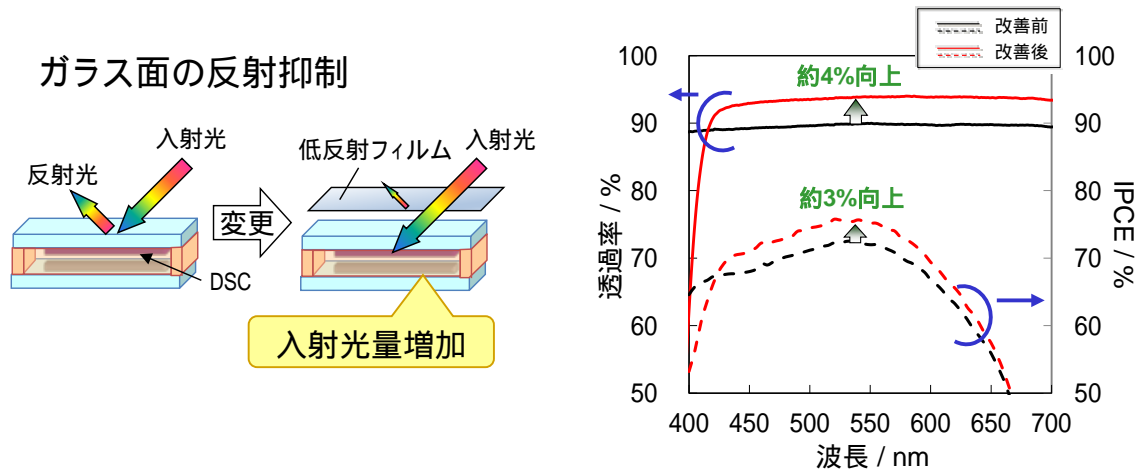 ガラス面の反射抑制
入射光
反射光
変更
DSC
低反射フィルム
入射光
入射光量増加
改善前
改善後
約4%向上
約3%向上
透過率 / %
100
90
80
70
60
50
IPCE / %
100
90
80
70
60
50
400 450 500 550 600 650 700
波長 / nm